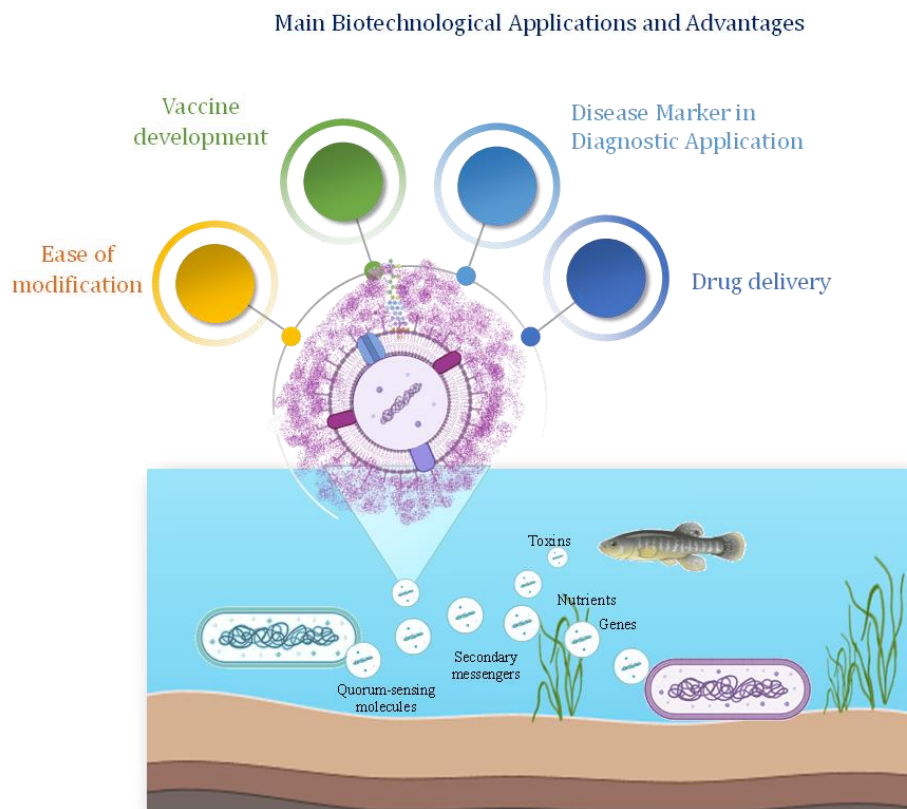 Main Biotechnological Applications and Advantages
Vaccine
development
Disease Marker in
Diagnostic Application
Ease of
modification
Drug delivery
Toxins
Nutrients
Genes
Secondary
messengers
Quorum-sensing
molecules